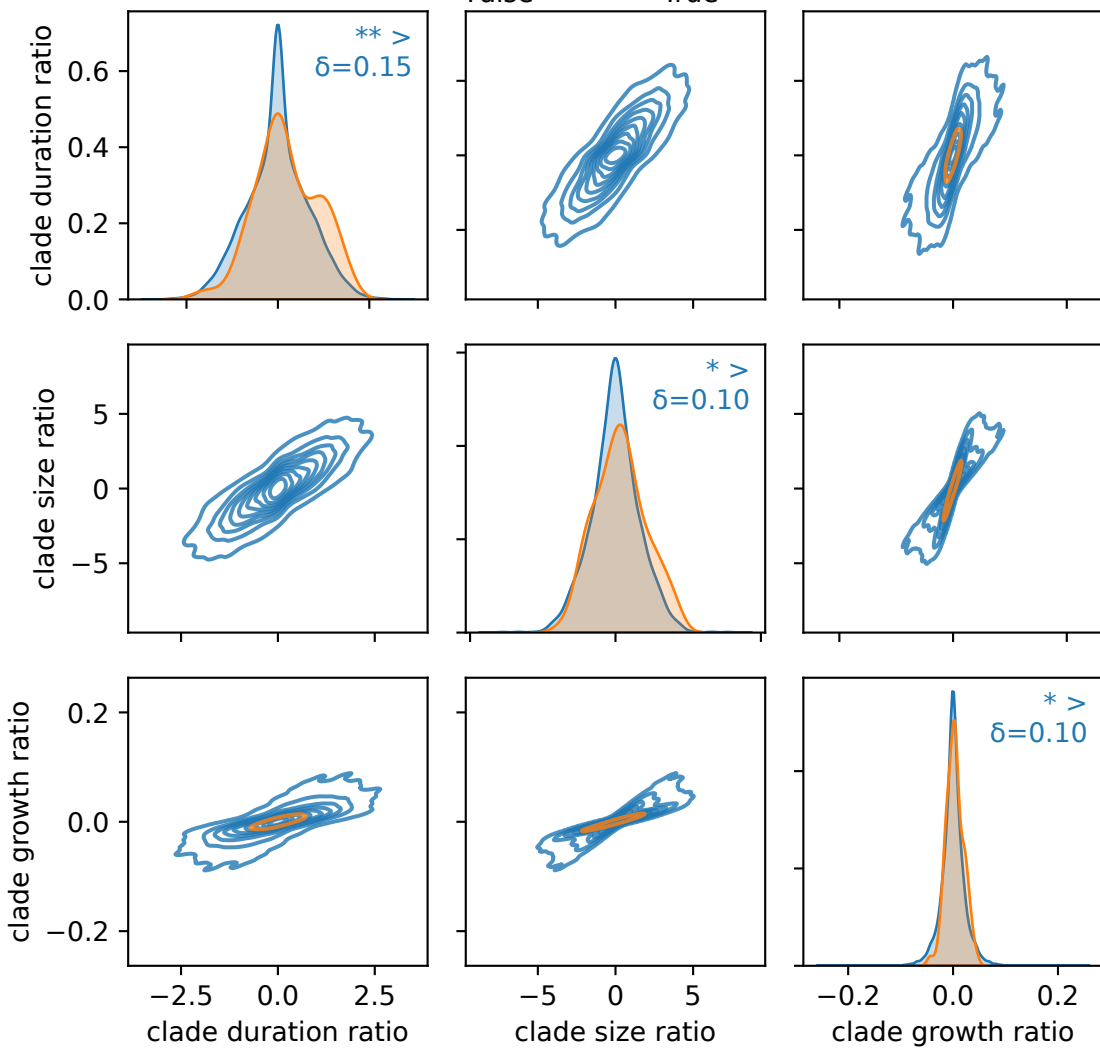 raise True
clade duration ratio
0.6
0.4
0.2
0.0
** >
δ=0.15
clade size ratio
5
0
−5
* >
δ=0.10
clade growth ratio
0.2
0.0
−0.2
* >
δ=0.10
−2.5 0.0 2.5
−5 0 5
−0.2 0.0 0.2
clade duration ratio
clade size ratio
clade growth ratio